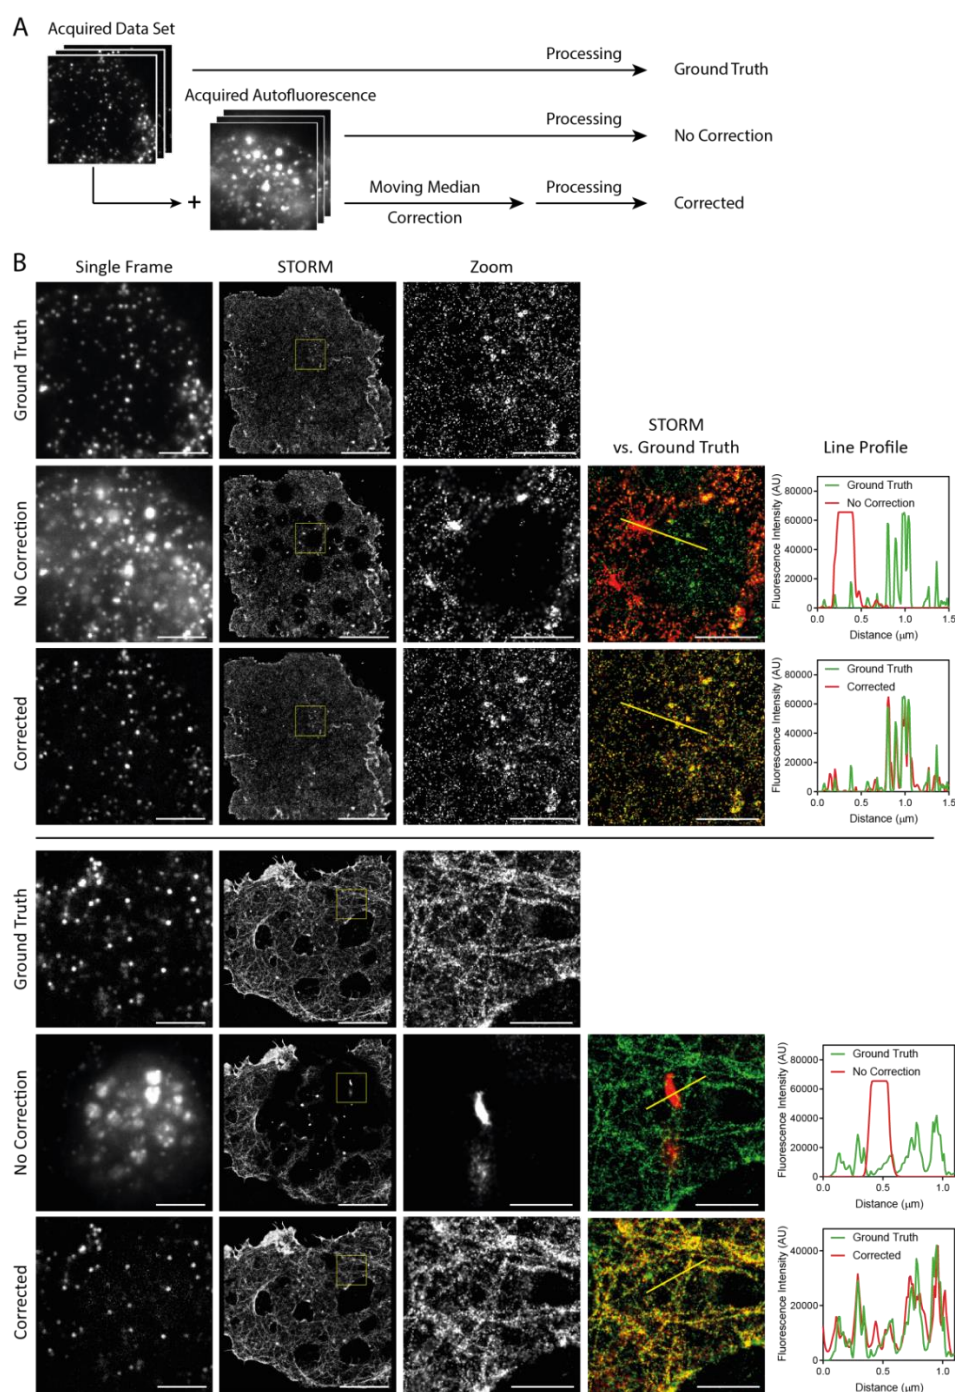 A
Acquired Data Set
Processing
Ground Truth
Acquired Autofluorescence
Processing
No Correction
+
Moving Median
Correction
Processing
Corrected
B
Single Frame
STORM
Zoom
Ground Truth
STORM
vs. Ground Truth
Line Profile
No Correction
Fluorescence Intensity (AU)
80000
60000
40000
20000
0
Ground Truth
No Correction
0.0 0.5 1.0 1.5
Distance (μm)
Corrected
Fluorescence Intensity (AU)
80000
60000
40000
20000
0
Ground Truth
Corrected
0.0 0.5 1.0 1.5
Distance (μm)
Ground Truth
No Correction
Fluorescence Intensity (AU)
80000
60000
40000
20000
0
Ground Truth
No Correction
0.0 0.5 1.0
Distance (μm)
Corrected
Fluorescence Intensity (AU)
40000
20000
0
Ground Truth
Corrected
0.0 0.5 1.0
Distance (μm)